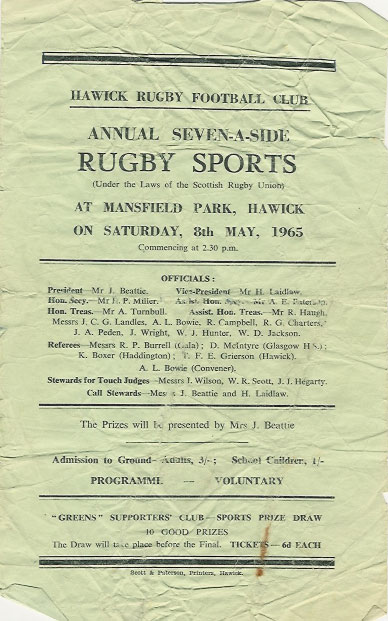 HAWICK RUGBY FOOTBALL CLUB
ANNUAL SEVEN-A-SIDE
RUGBY SPORTS
(Under the Laws of the Scottish Rugby Union)
AT MANSFIELD PARK, HAWICK
ON SATURDAY, 8th MAY, 1965
Commencing at 2.30 p.m.
OFFICIALS :
President—Mr J. Beattie. Vice-President—Mr H. Laidlaw.
Hon. Secy.—Mr P. Miller. Assist. Hon. Secy.—Mr A. E.
Hon. Treas.—Mr A. Turnbull. Assist. Hon. Treas.—Mr R. Haugh.
Messrs J. C. G. Landles, A. L. Bowie, R. Campbell, R. G. Charters,
J. A. Peden, J. Wright, W. J. Hunter, W. D. Jackson.
Referees—Messrs R. P. Burrell (Gala) ; D. McIntyre (Glasgow H.S.) ;
K. Boxer (Haddington) ; T. F. E. Grierson (Hawick).
A. L. Bowie (Convener).
Stewards for Touch Judges—Messrs I. Wilson, W. R. Scott, J. J. Hegarty.
Call Stewards—Messrs J. Beattie and H. Laidlaw.
The Prizes will be presented by Mrs J. Beattie
Admission to Ground—Adults, 3/- ; School Children, 1/-
PROGRAMME — VOLUNTARY
"GREENS" SUPPORTERS' CLUB—SPORTS PRIZE DRAW
10 GOOD PRIZES
The Draw will take place before the Final. TICKETS—6d EACH
Scott & Paterson, Printers, Hawick.